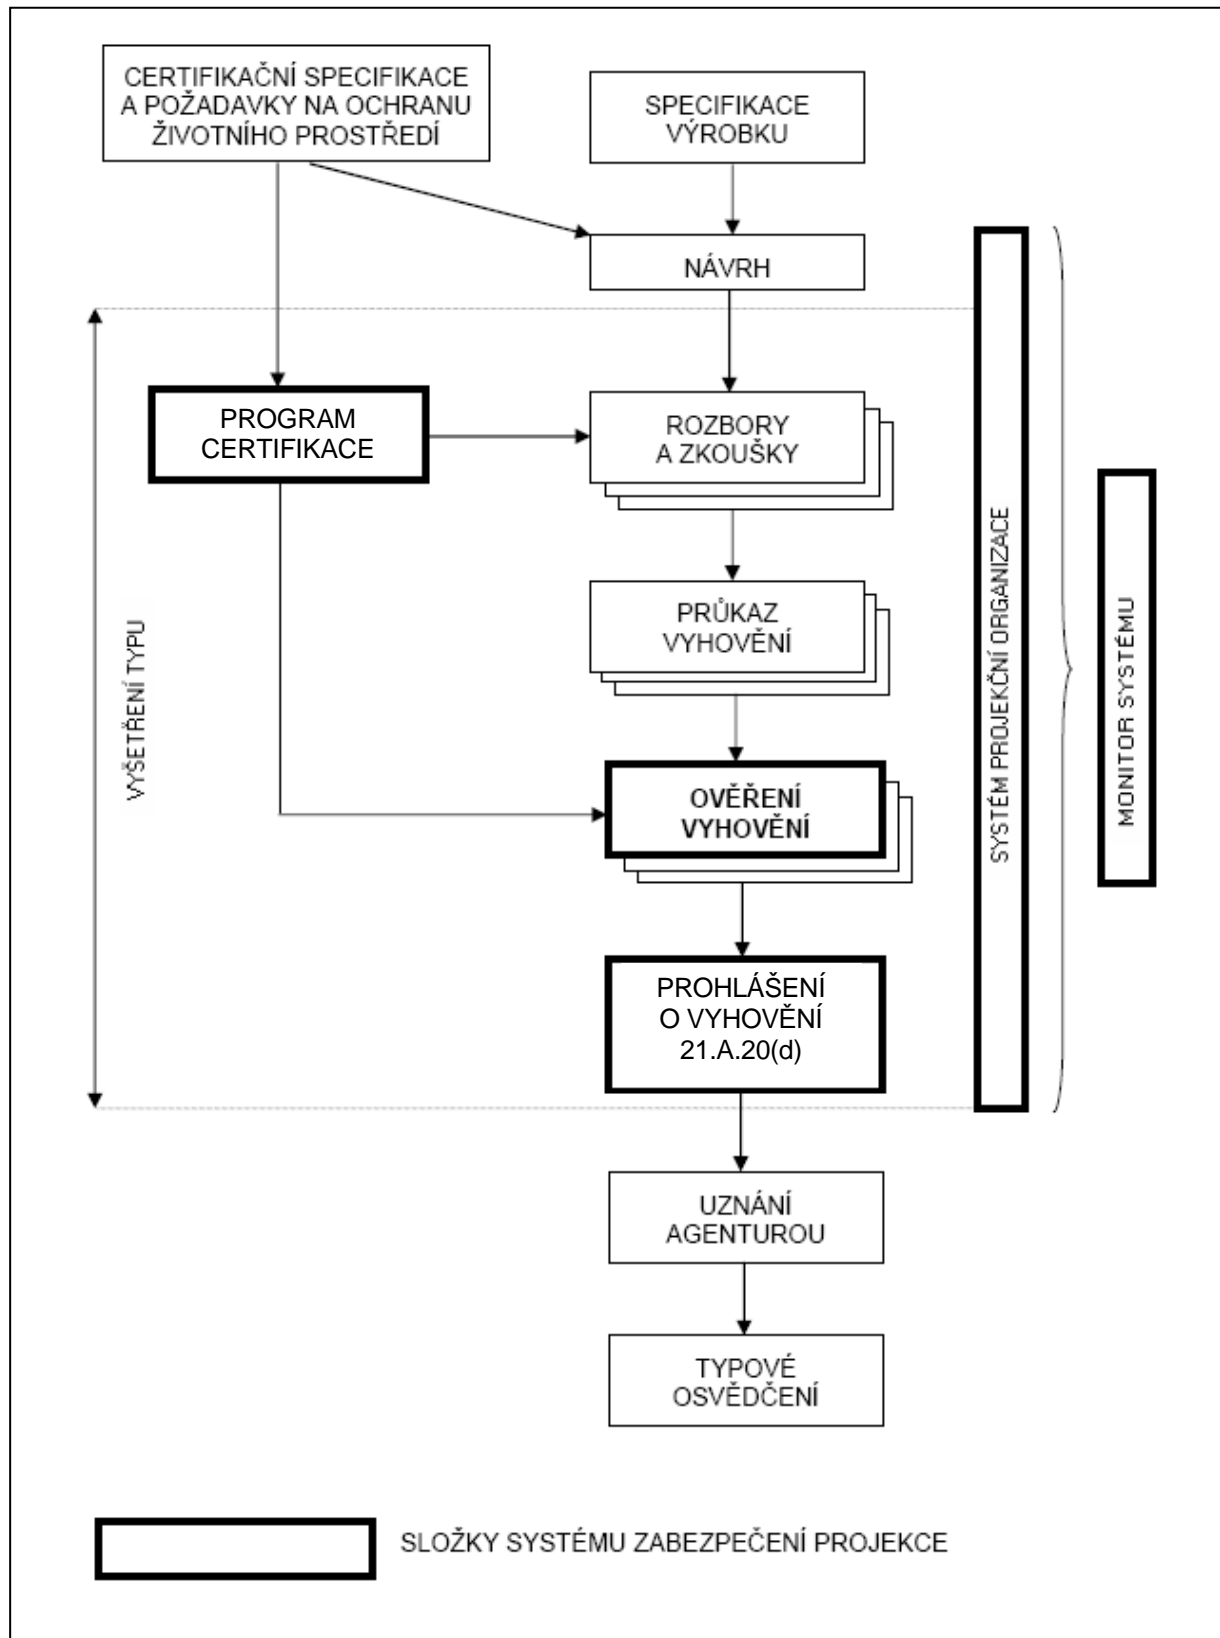 CERTIFIKAČNÍ SPECIFIKACE
A POŽADAVKY NA OCHRANU
ŽIVOTNÍHO PROSTŘEDÍ
SPECIFIKACE
VÝROBKU
NÁVRH
PROGRAM
CERTIFIKACE
ROZBORY
A ZKOUŠKY
PRŮKAZ
VYHOVĚNÍ
OVĚŘENÍ
VYHOVĚNÍ
PROHLÁŠENÍ
O VYHOVĚNÍ
21.A.20(d)
UZNÁNÍ
AGENTUROU
TYPOVÉ
OSVĚDČENÍ
VYŠETŘENÍ TYPU
SYSTÉM PROJEKČNÍ ORGANIZACE
MONITOR SYSTÉMU
SLOŽKY SYSTÉMU ZABEZPEČENÍ PROJEKCE